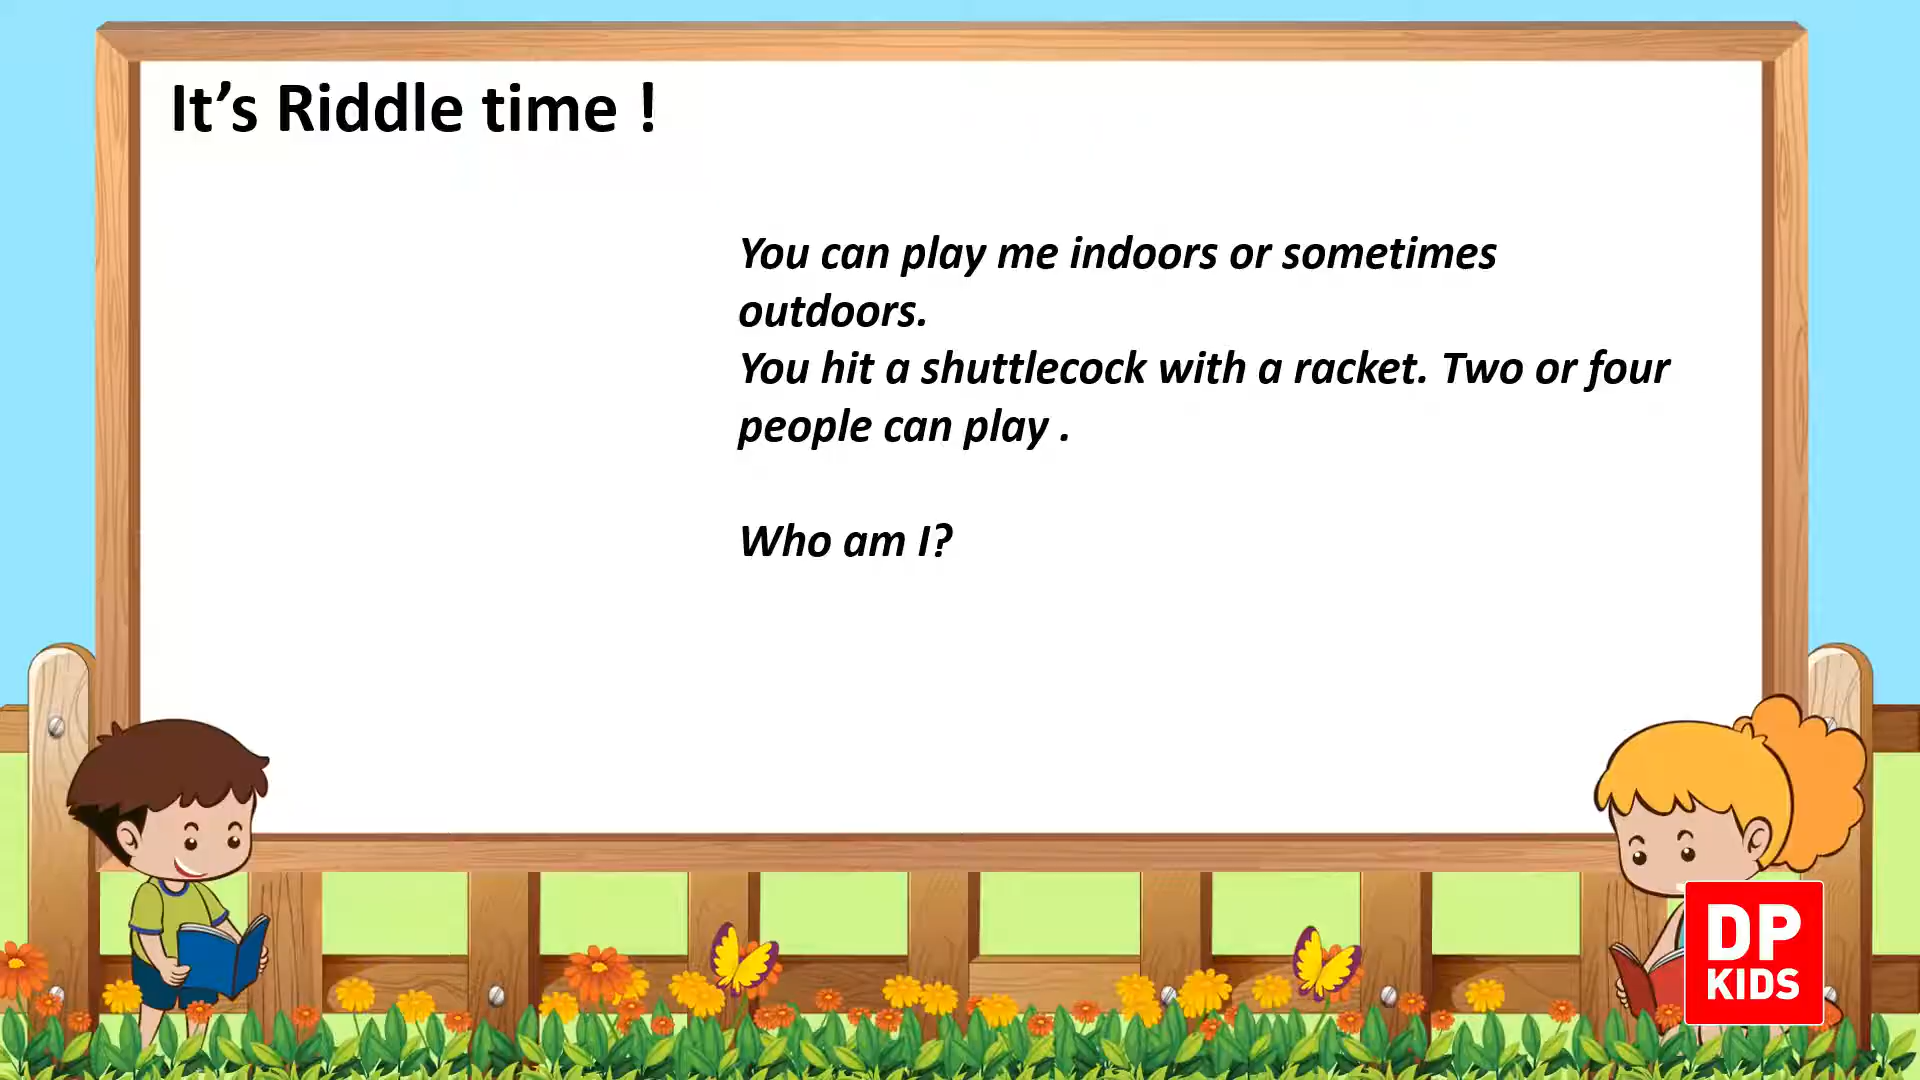 It’s Riddle time !
You can play me indoors or sometimes
outdoors.
You hit a shuttlecock with a racket. Two or four
people can play .
Who am I?
DP
KIDS